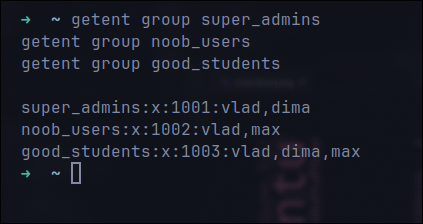 ➜ ~ getent group super_admins
getent group noob_users
getent group good_students
super_admins:x:1001:vlad,dima
noob_users:x:1002:vlad,max
good_students:x:1003:vlad,dima,max
➜ ~